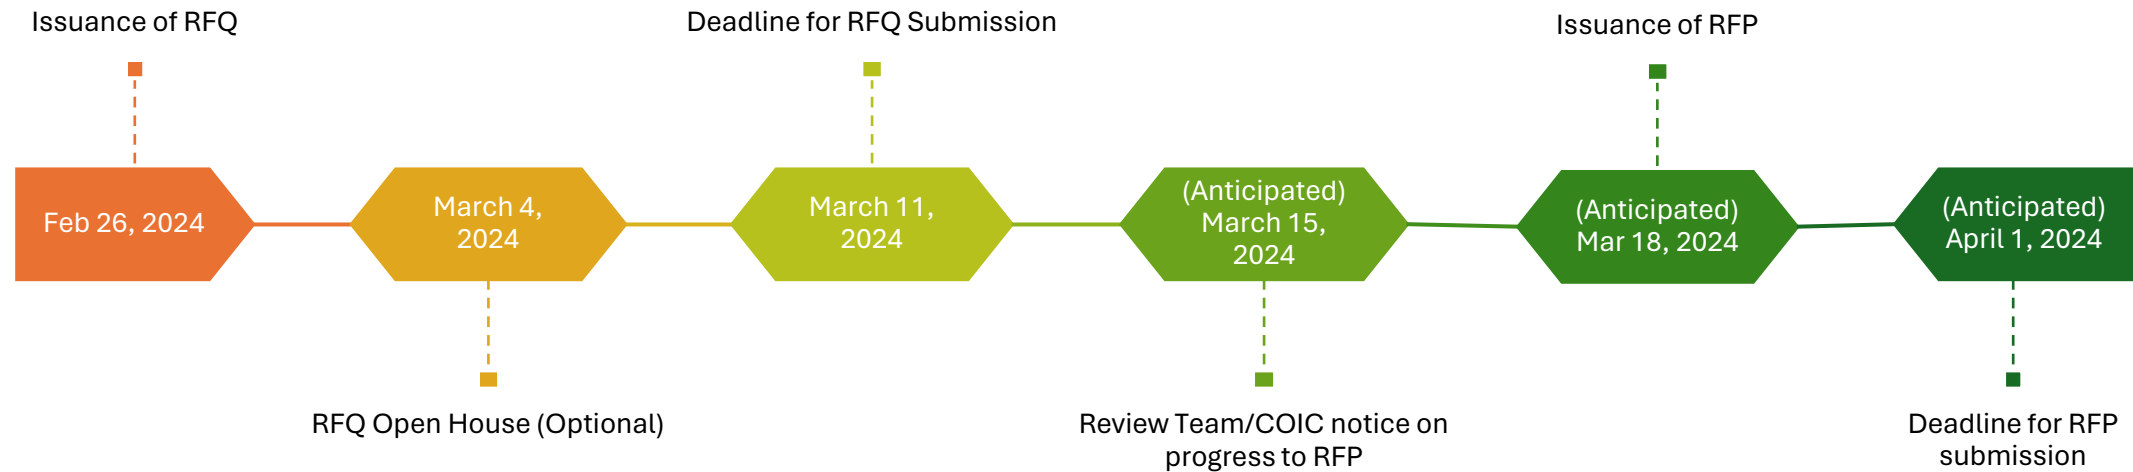 Issuance of RFQ
Deadline for RFQ Submission
Issuance of RFP
Feb 26, 2024
March 4,
2024
March 11,
2024
(Anticipated)
March 15,
2024
(Anticipated)
Mar 18, 2024
(Anticipated)
April 1, 2024
RFQ Open House (Optional)
Review Team/COIC notice on
progress to RFP
Deadline for RFP
submission